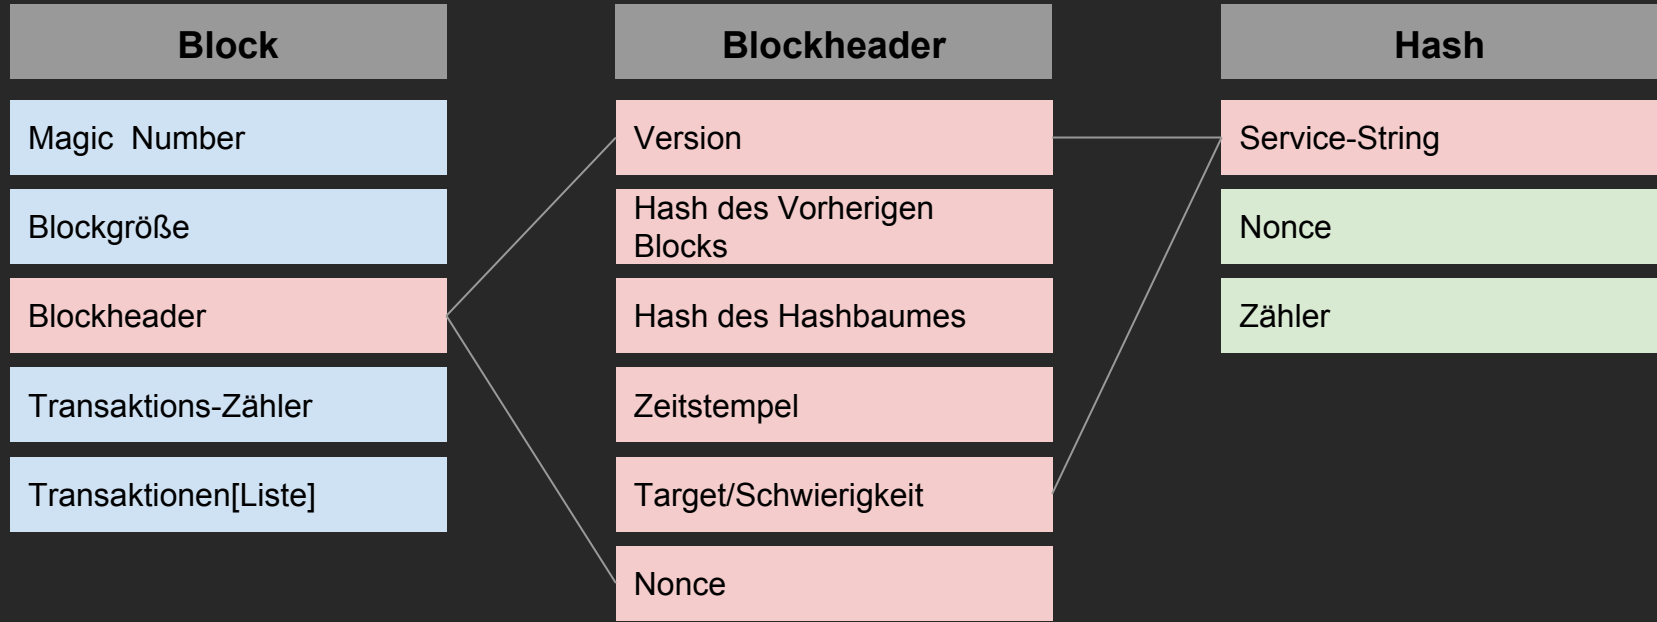 Block
Magic Number
Blockgröße
Blockheader
Transaktions-Zähler
Transaktionen[Liste]
Blockheader
Version
Hash des Vorherigen
Blocks
Hash des Hashbaumes
Zeitstempel
Target/Schwierigkeit
Nonce
Hash
Service-String
Nonce
Zähler